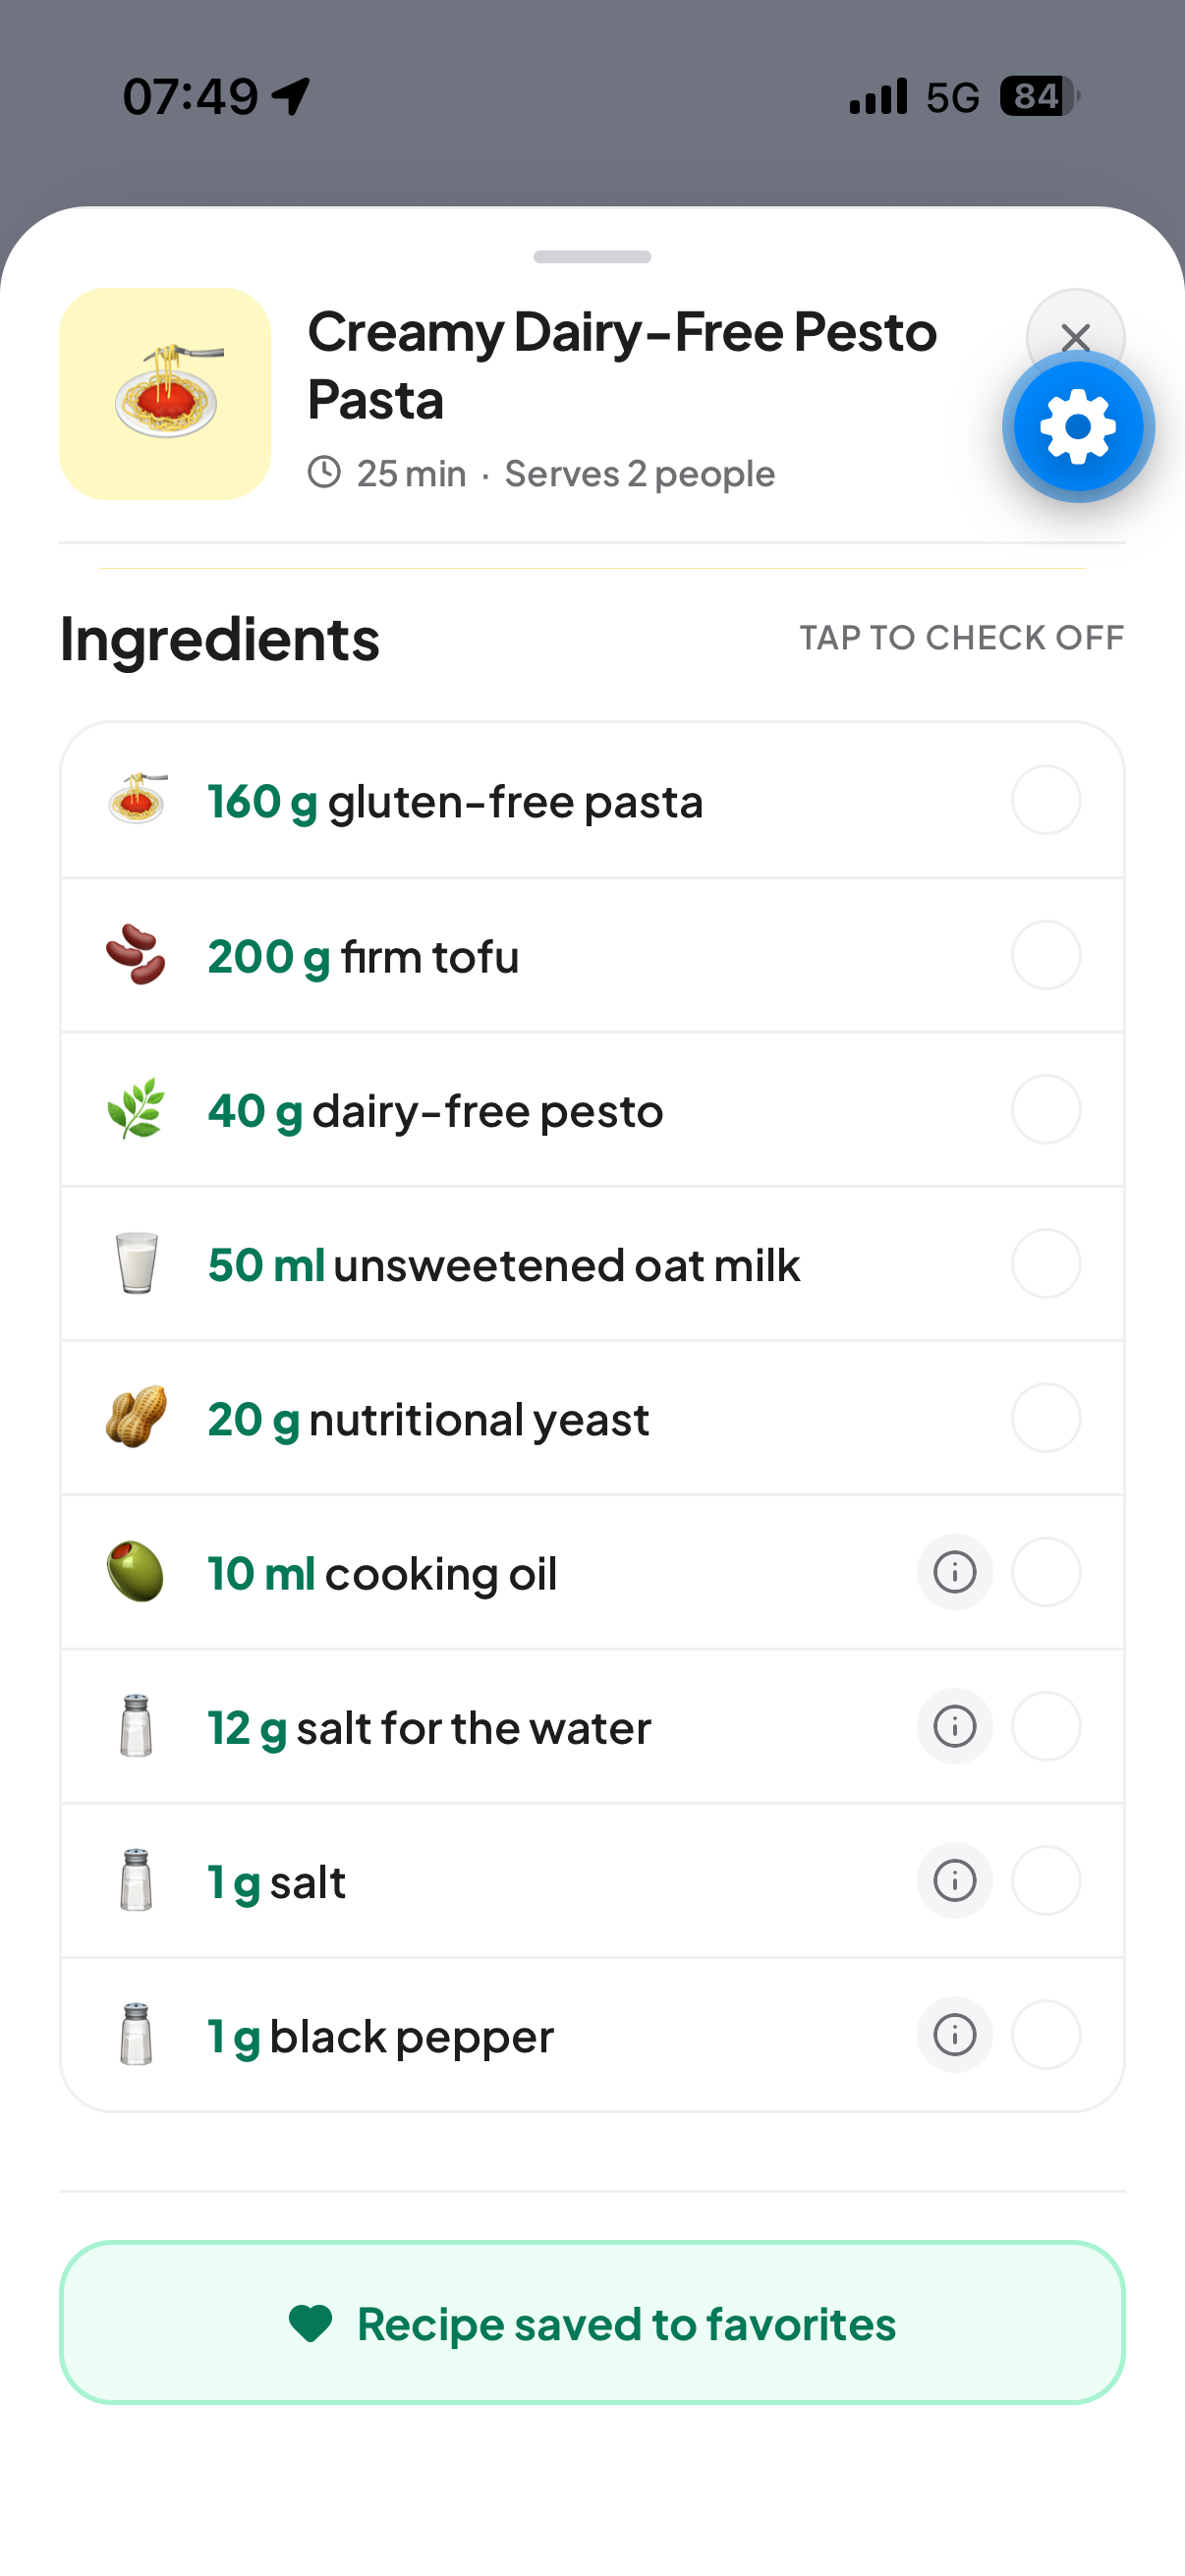 07:49
5G
84
Creamy Dairy-Free Pesto
Pasta
25 min · Serves 2 people
Ingredients
TAP TO CHECK OFF
160 g gluten-free pasta
200 g firm tofu
40 g dairy-free pesto
50 ml unsweetened oat milk
20 g nutritional yeast
10 ml cooking oil
12 g salt for the water
1 g salt
1 g black pepper
Recipe saved to favorites